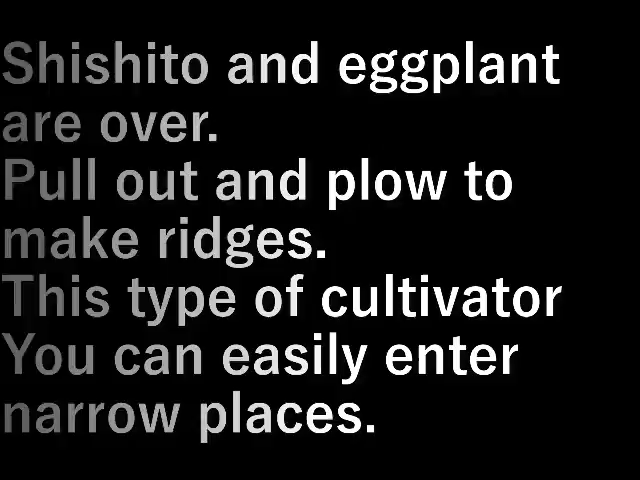 Shishito and eggplant
are over.
Pull out and plow to
make ridges.
This type of cultivator
You can easily enter
narrow places.